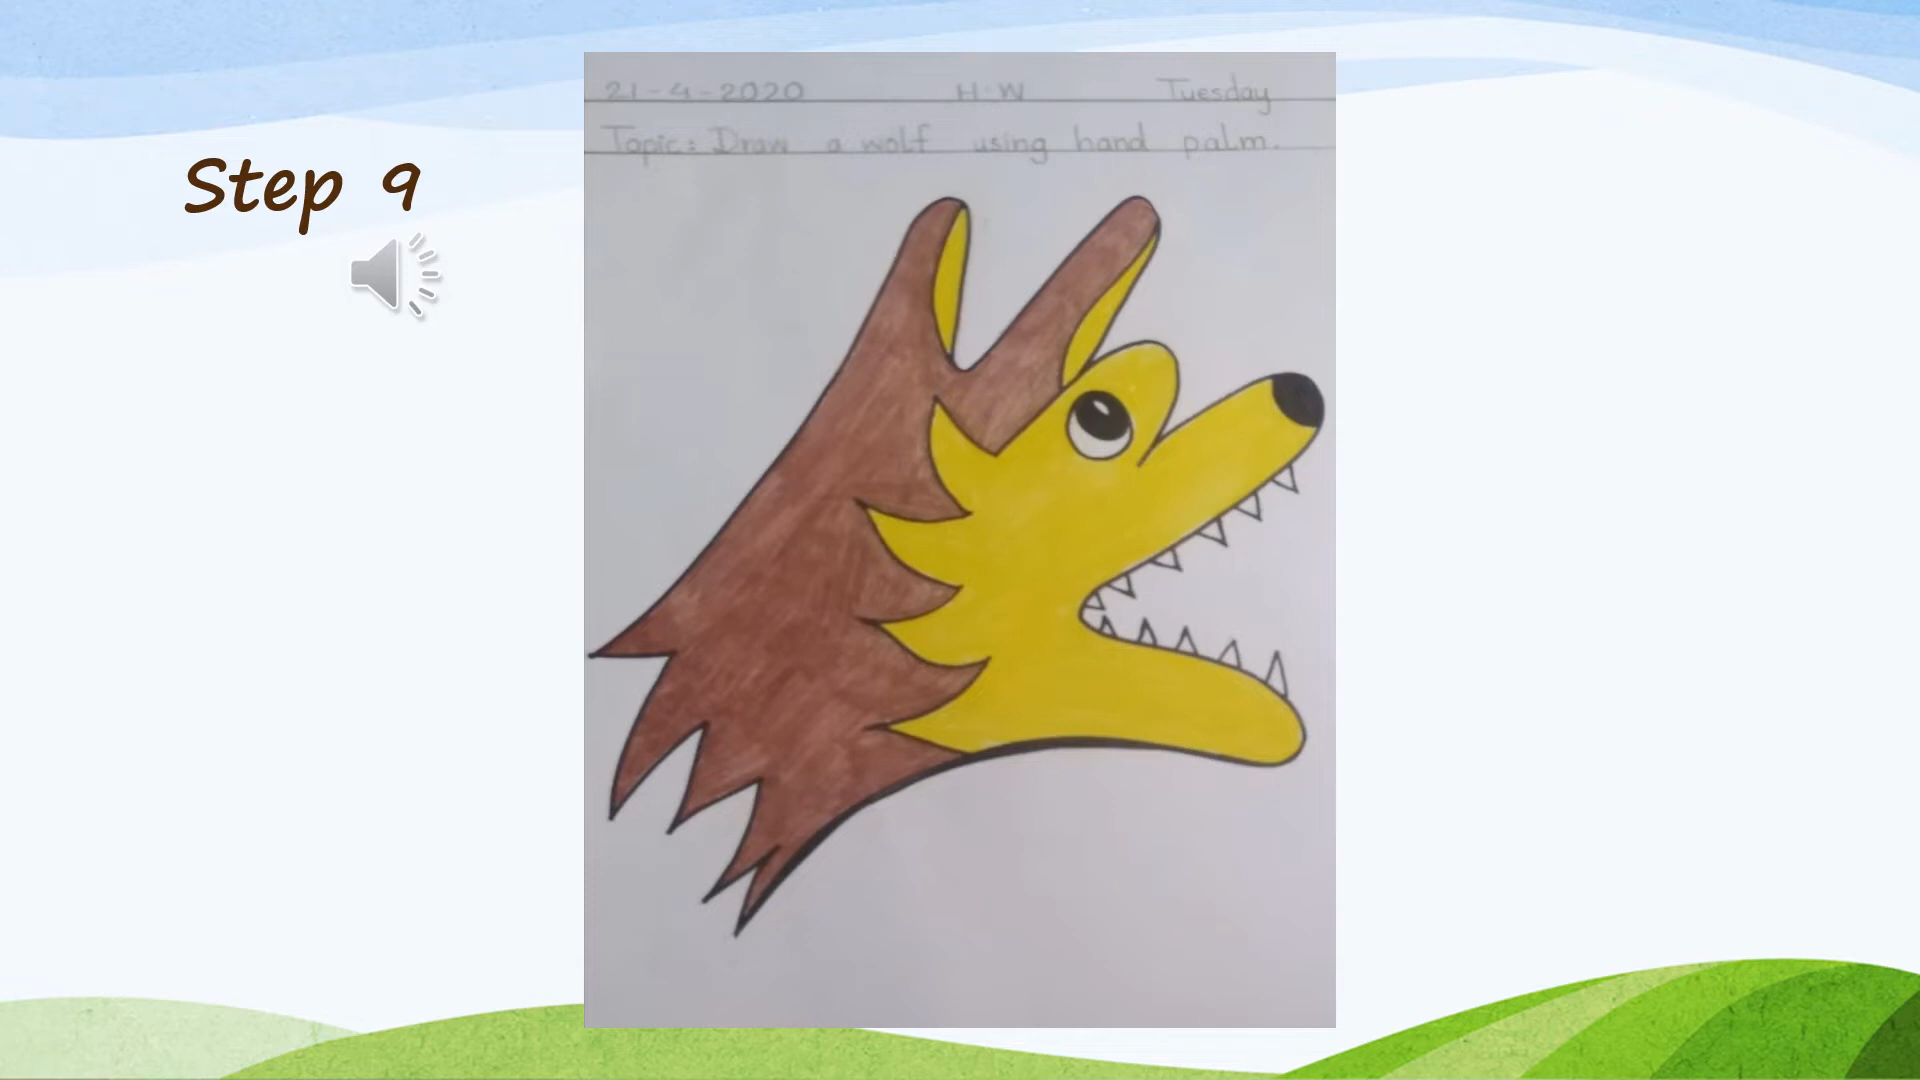 Step 9
21-4-2020 H.W Tuesday
Topic: Draw a wolf using hand palm.